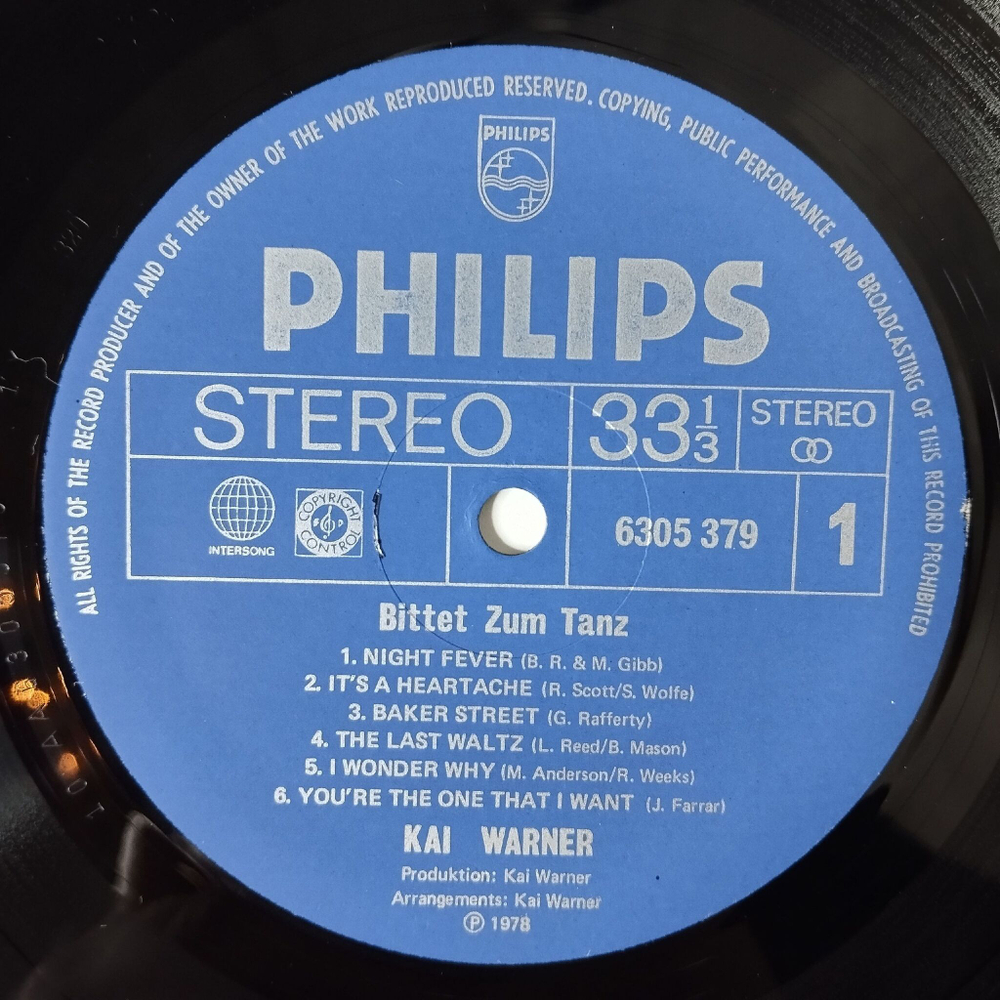 ALL RIGHTS OF THE RECORD PRODUCER AND OF THE OWNER OF THE WORK REPRODUCED RESERVED. COPYING, PUBLIC PERFORMANCE AND BROADCASTING OF THIS RECORD PROHIBITED
PHILIPS
PHILIPS
STEREO
33 1/3
STEREO
INTERSONG
COPYRIGHT CONTROL
6305 379
1
Bittet Zum Tanz
1. NIGHT FEVER (B. R. & M. Gibb)
2. IT'S A HEARTACHE (R. Scott/S. Wolfe)
3. BAKER STREET (G. Rafferty)
4. THE LAST WALTZ (L. Reed/B. Mason)
5. I WONDER WHY (M. Anderson/R. Weeks)
6. YOU'RE THE ONE THAT I WANT (J. Farrar)
KAI WARNER
Produktion: Kai Warner
Arrangements: Kai Warner
Ⓟ 1978